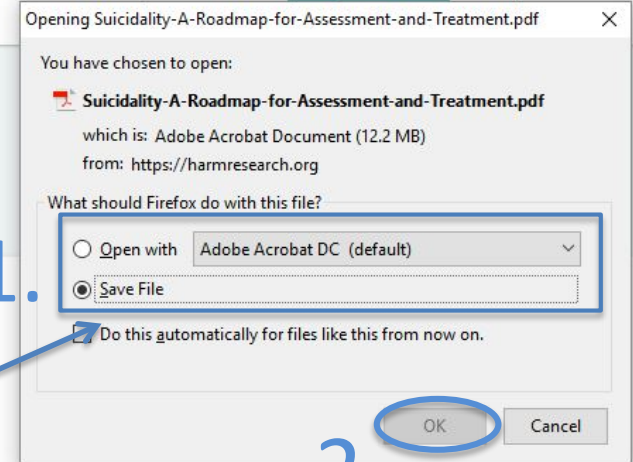 Opening Suicidality-A-Roadmap-for-Assessment-and-Treatment.pdf
You have chosen to open:
Suicidality-A-Roadmap-for-Assessment-and-Treatment.pdf
which is: Adobe Acrobat Document (12.2 MB)
from: https://harmresearch.org
What should Firefox do with this file?
1.
Open with Adobe Acrobat DC (default)
Save File
Do this automatically for files like this from now on.
2
OK Cancel